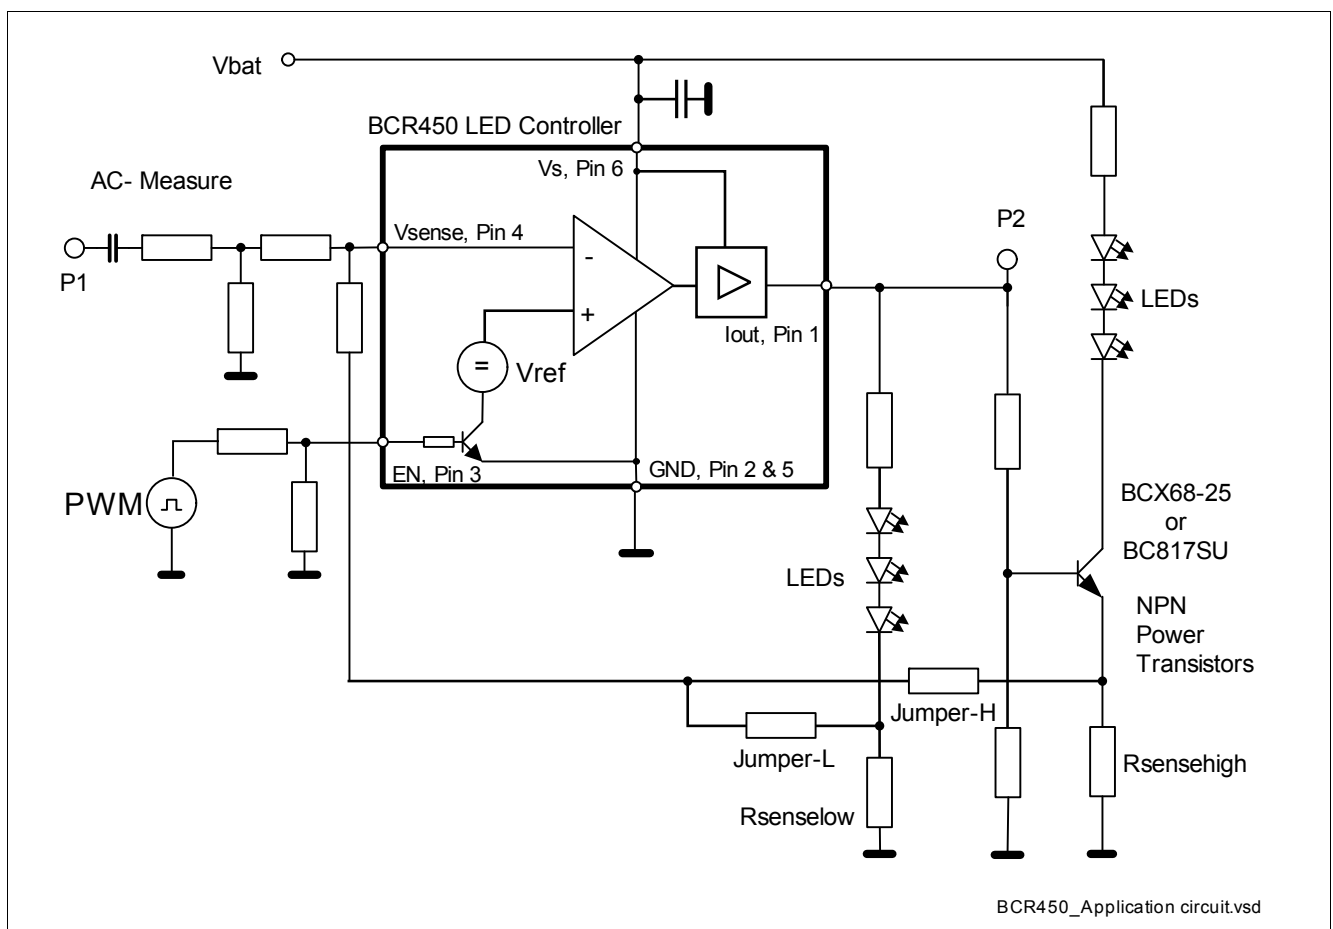 Vbat
BCR450 LED Controller
Vs, Pin 6
AC- Measure
P2
Vsense, Pin 4
P1
-
LEDs
+
Iout, Pin 1
=
Vref
EN, Pin 3
GND, Pin 2 & 5
PWM
BCX68-25
or
BC817SU
LEDs
NPN
Power
Transistors
Jumper-H
Jumper-L
Rsensehigh
Rsenselow
BCR450_Application circuit.vsd